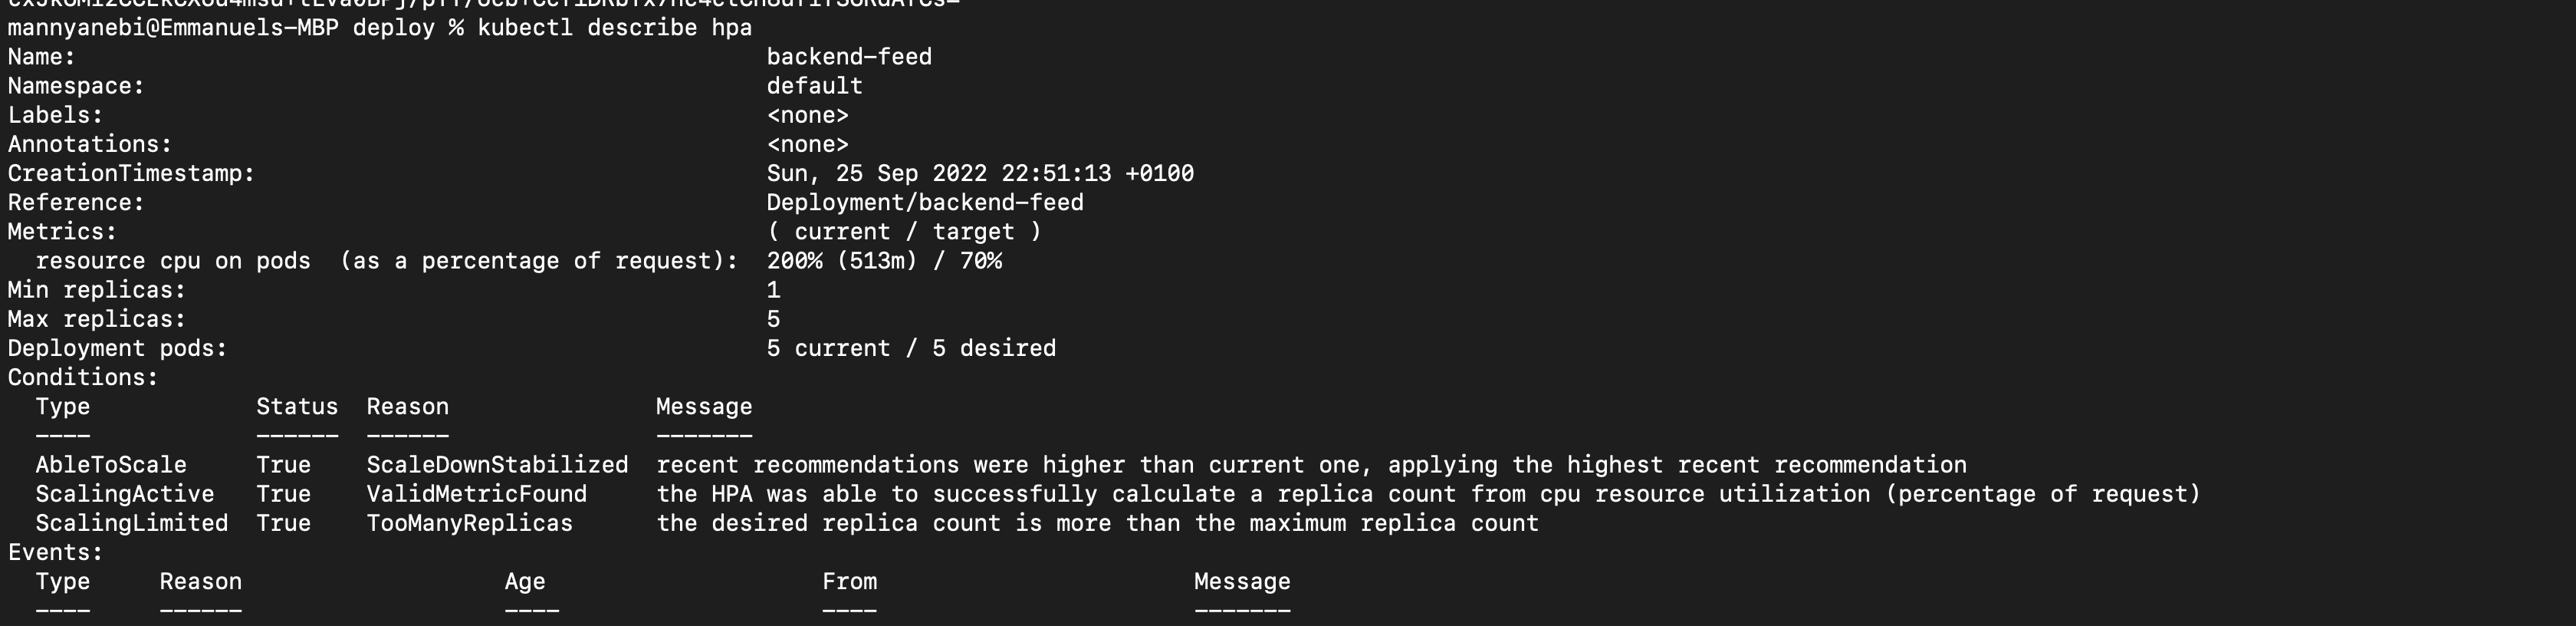 mannyanebi@Emmanuels-MBP deploy % kubectl describe hpa
Name: backend-feed
Namespace: default
Labels: <none>
Annotations: <none>
CreationTimestamp: Sun, 25 Sep 2022 22:51:13 +0100
Reference: Deployment/backend-feed
Metrics: ( current / target )
resource cpu on pods (as a percentage of request): 200% (513m) / 70%
Min replicas: 1
Max replicas: 5
Deployment pods: 5 current / 5 desired
Conditions:
Type Status Reason Message
---- ------ ------ -------
AbleToScale True ScaleDownStabilized recent recommendations were higher than current one, applying the highest recent recommendation
ScalingActive True ValidMetricFound the HPA was able to successfully calculate a replica count from cpu resource utilization (percentage of request)
ScalingLimited True TooManyReplicas the desired replica count is more than the maximum replica count
Events:
Type Reason Age From Message
---- ------ ---- ---- -------